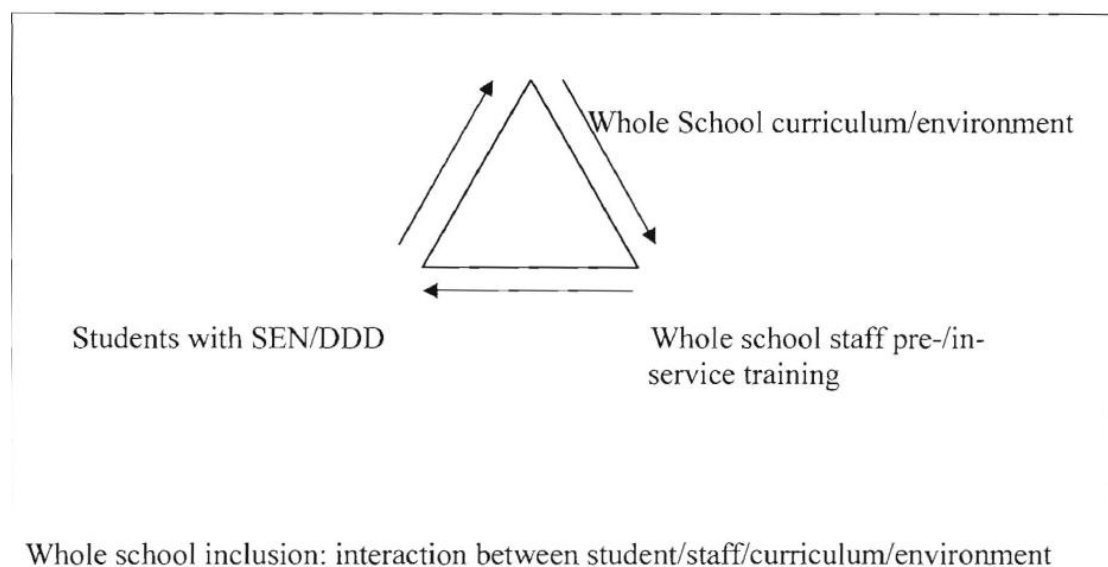 Whole School curriculum/environment
Students with SEN/DDD
Whole school staff pre-/in-
service training
Whole school inclusion: interaction between student/staff/curriculum/environment